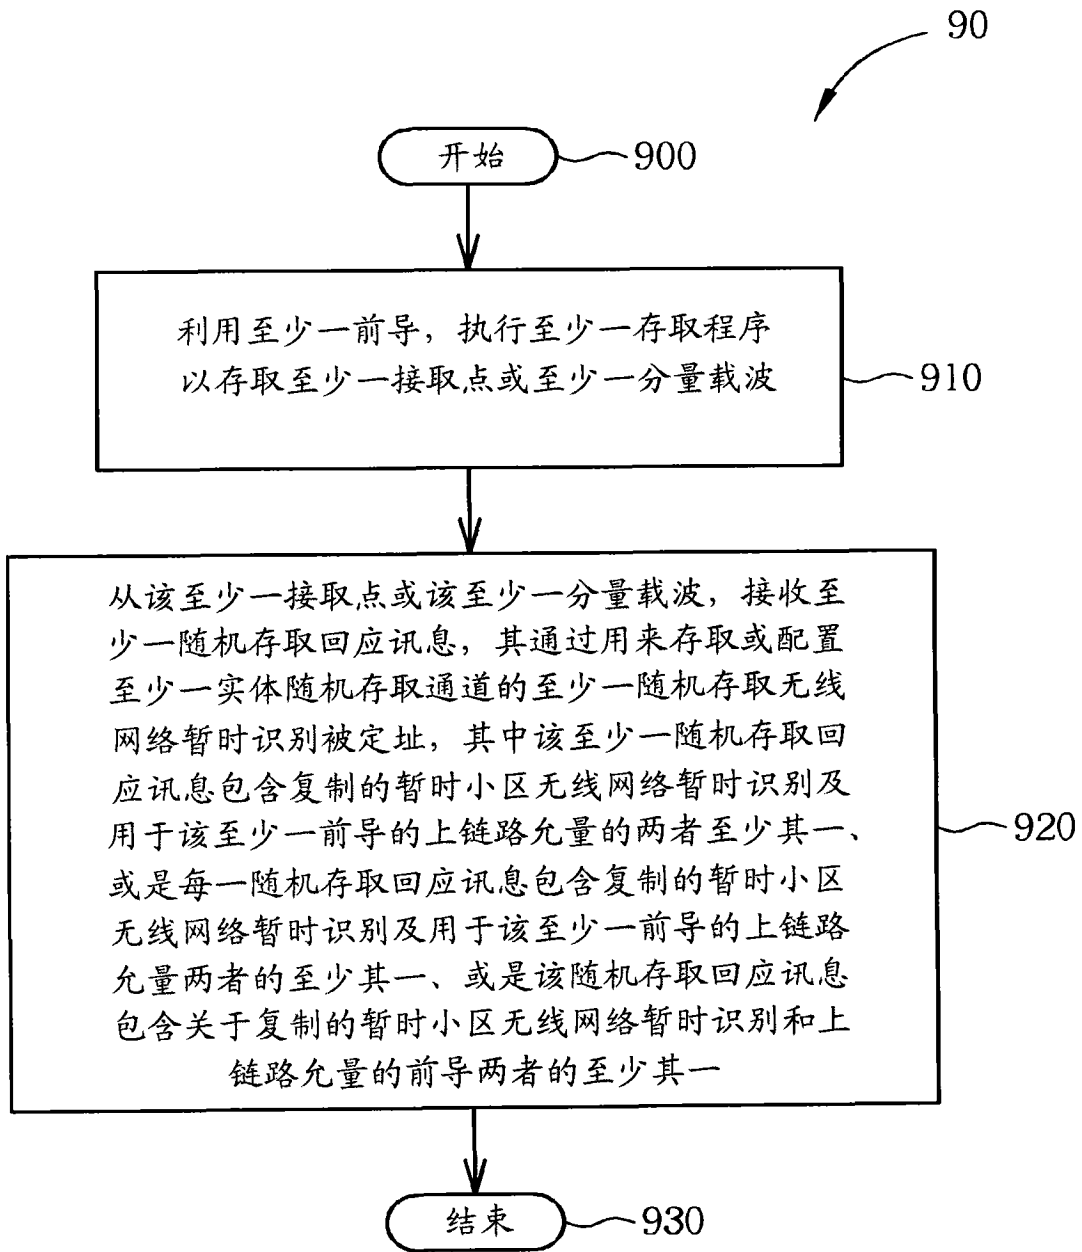 90
开始
900
利用至少一前导，执行至少一存取程序
以存取至少一接取点或至少一分量载波
910
从该至少一接取点或该至少一分量载波，接收至
少一随机存取回应讯息，其通过用来存取或配置
至少一实体随机存取通道的至少一随机存取无线
网络暂时识别被定址，其中该至少一随机存取回
应讯息包含复制的暂时小区无线网络暂时识别及
用于该至少一前导的上链路允量的两者至少其一、
或是每一随机存取回应讯息包含复制的暂时小区
无线网络暂时识别及用于该至少一前导的上链路
允量两者的至少其一、或是该随机存取回应讯息
包含关于复制的暂时小区无线网络暂时识别和上
链路允量的前导两者的至少其一
920
结束
930